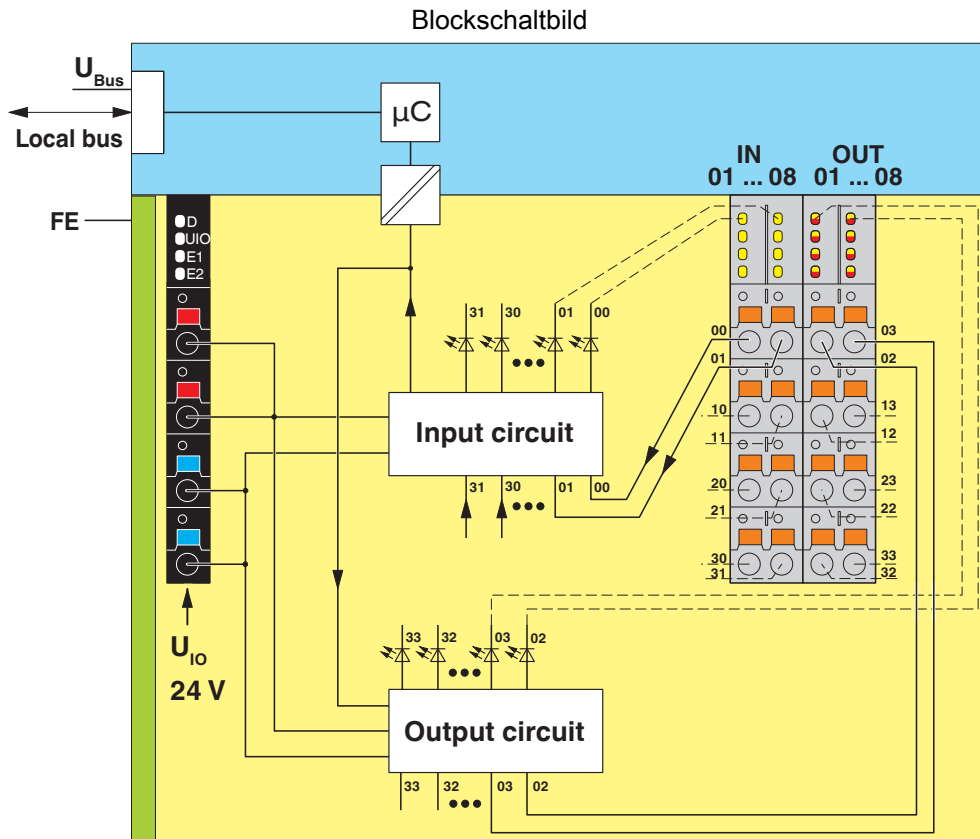 Blockschaltbild
U Bus
Local bus
µC
IN OUT
01 ... 08 01 ... 08
FE
D
UIO
E1
E2
31 30 01 00
00 03
01 02
Input circuit
10 13
11 12
31 30 01 00
20 23
21 22
30 33
31 32
U IO
24 V
33 32 03 02
Output circuit
33 32 03 02